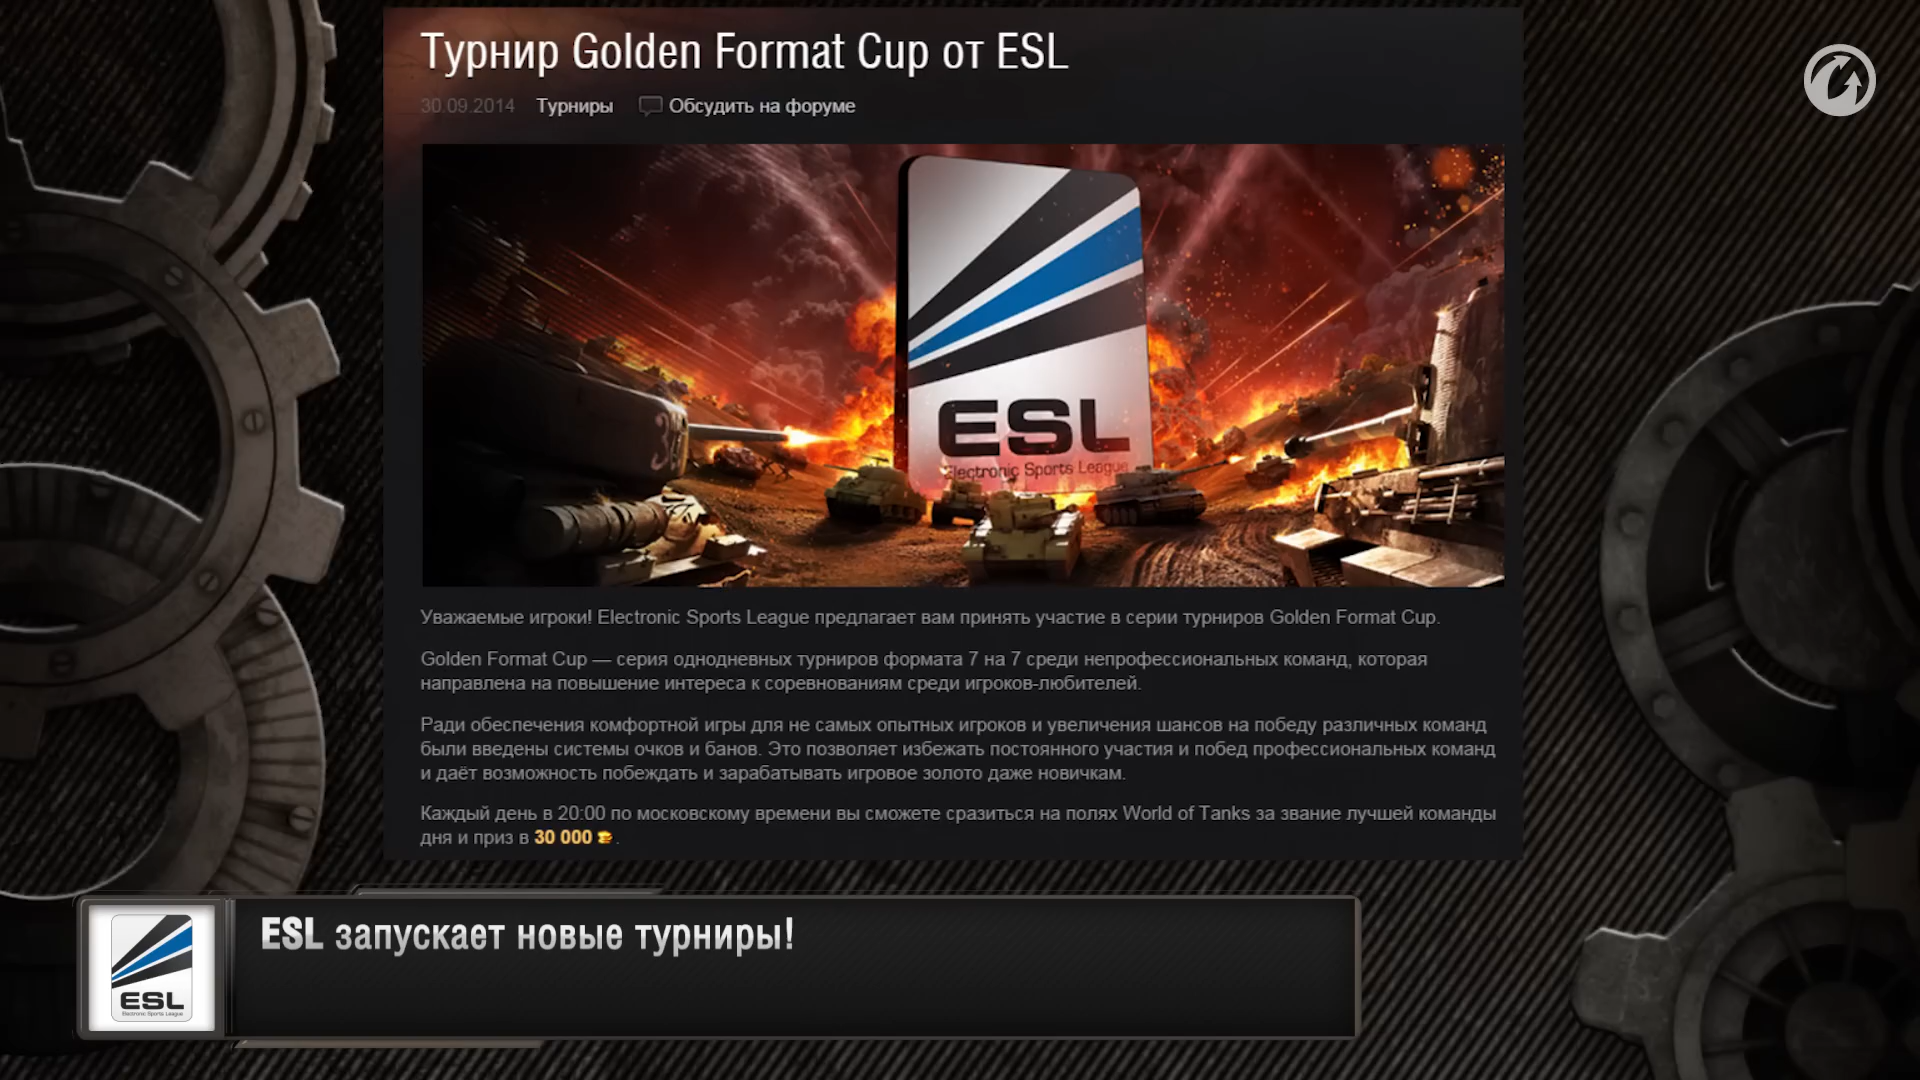 Турнир Golden Format Cup от ESL
30.09.2014 Турниры Обсудить на форуме
ESL
Electronic Sports League
Уважаемые игроки! Electronic Sports League предлагает вам принять участие в серии турниров Golden Format Cup.
Golden Format Cup — серия однодневных турниров формата 7 на 7 среди непрофессиональных команд, которая
направлена на повышение интереса к соревнованиям среди игроков-любителей.
Ради обеспечения комфортной игры для не самых опытных игроков и увеличения шансов на победу различных команд
были введены системы очков и банов. Это позволяет избежать постоянного участия и побед профессиональных команд
и даёт возможность побеждать и зарабатывать игровое золото даже новичкам.
Каждый день в 20:00 по московскому времени вы сможете сразиться на полях World of Tanks за звание лучшей команды
дня и приз в 30 000 .
ESL запускает новые турниры!
ESL
Electronic Sports League